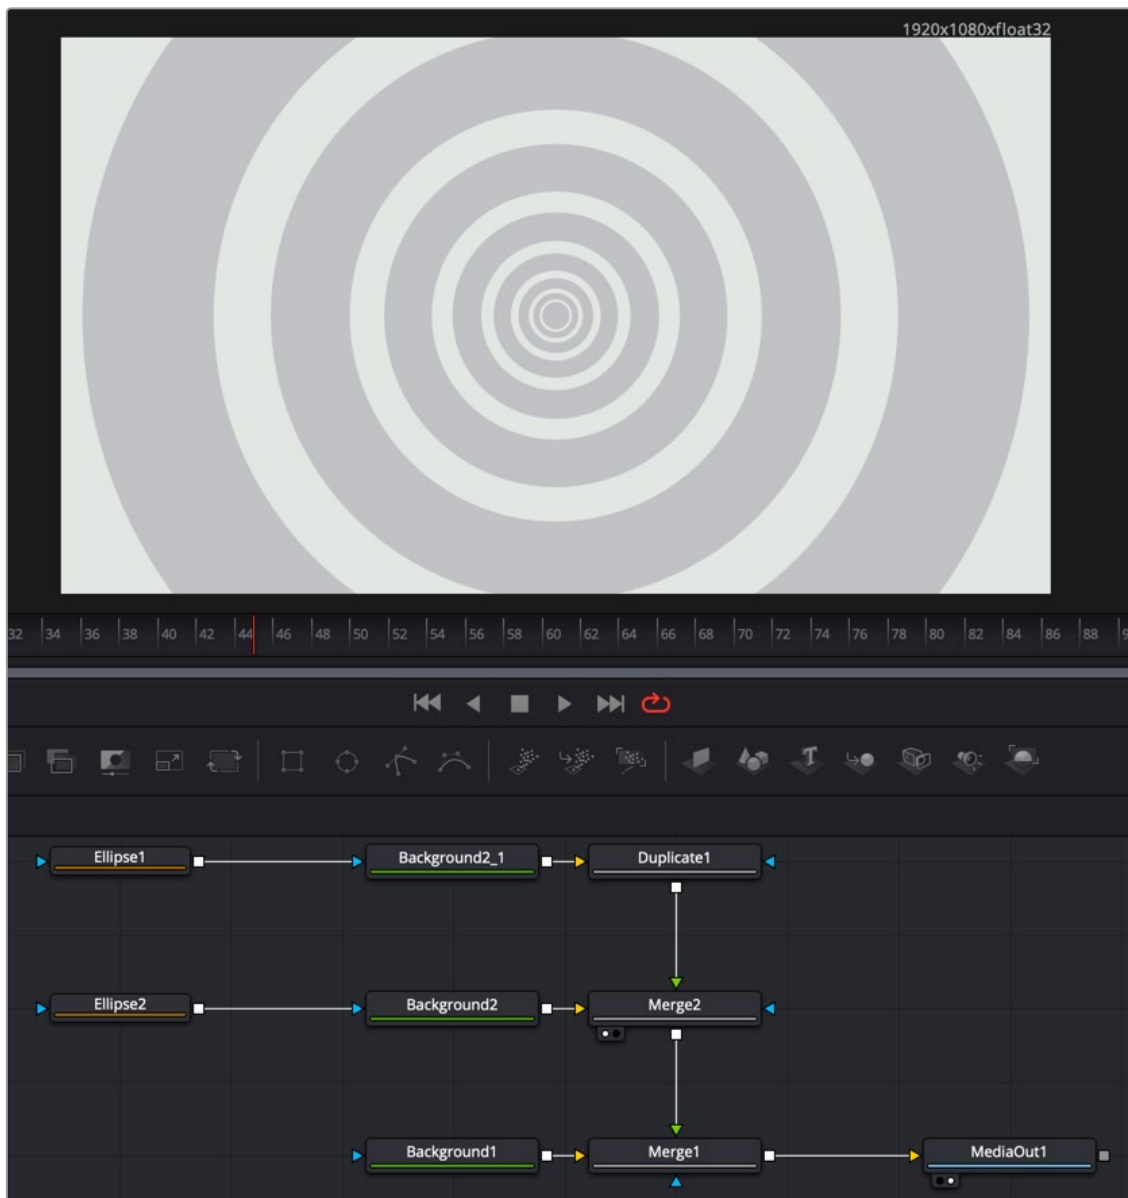 1920x1080xfloat32
32 34 36 38 40 42 44 46 48 50 52 54 56 58 60 62 64 66 68 70 72 74 76 78 80 82 84 86 88
T
Ellipse1 Background2_1 Duplicate1
Ellipse2 Background2 Merge2
Background1 Merge1 MediaOut1